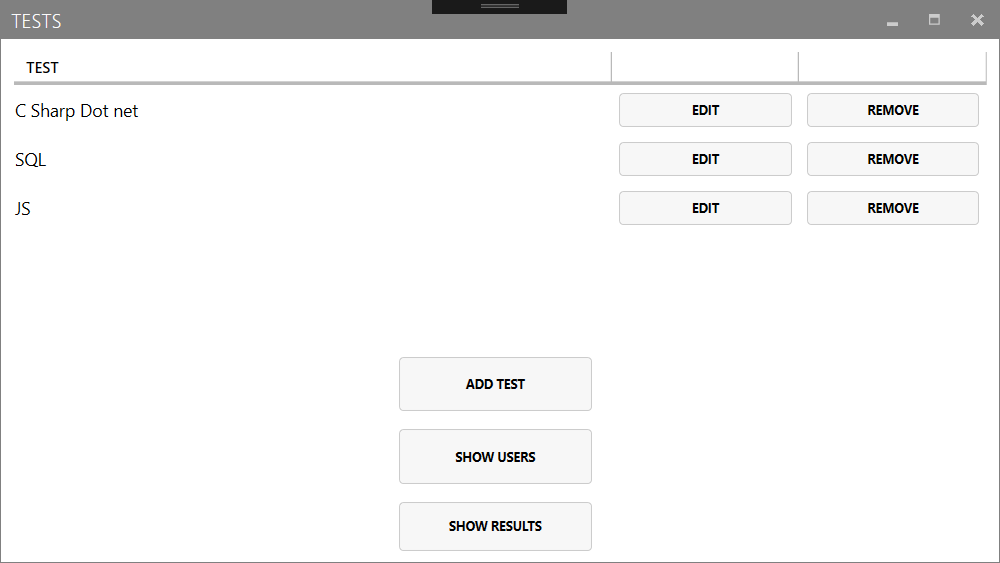 TESTS
TEST
C Sharp Dot net EDIT REMOVE
SQL EDIT REMOVE
JS EDIT REMOVE
ADD TEST
SHOW USERS
SHOW RESULTS